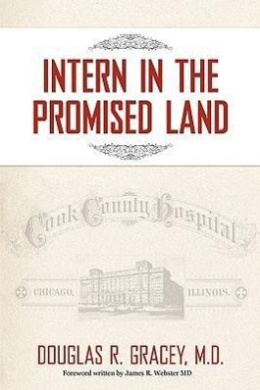 INTERN IN THE
PROMISED LAND
Cook County Hospital
CHICAGO, ILLINOIS.
DOUGLAS R. GRACEY, M.D.
Foreword written by James R. Webster MD